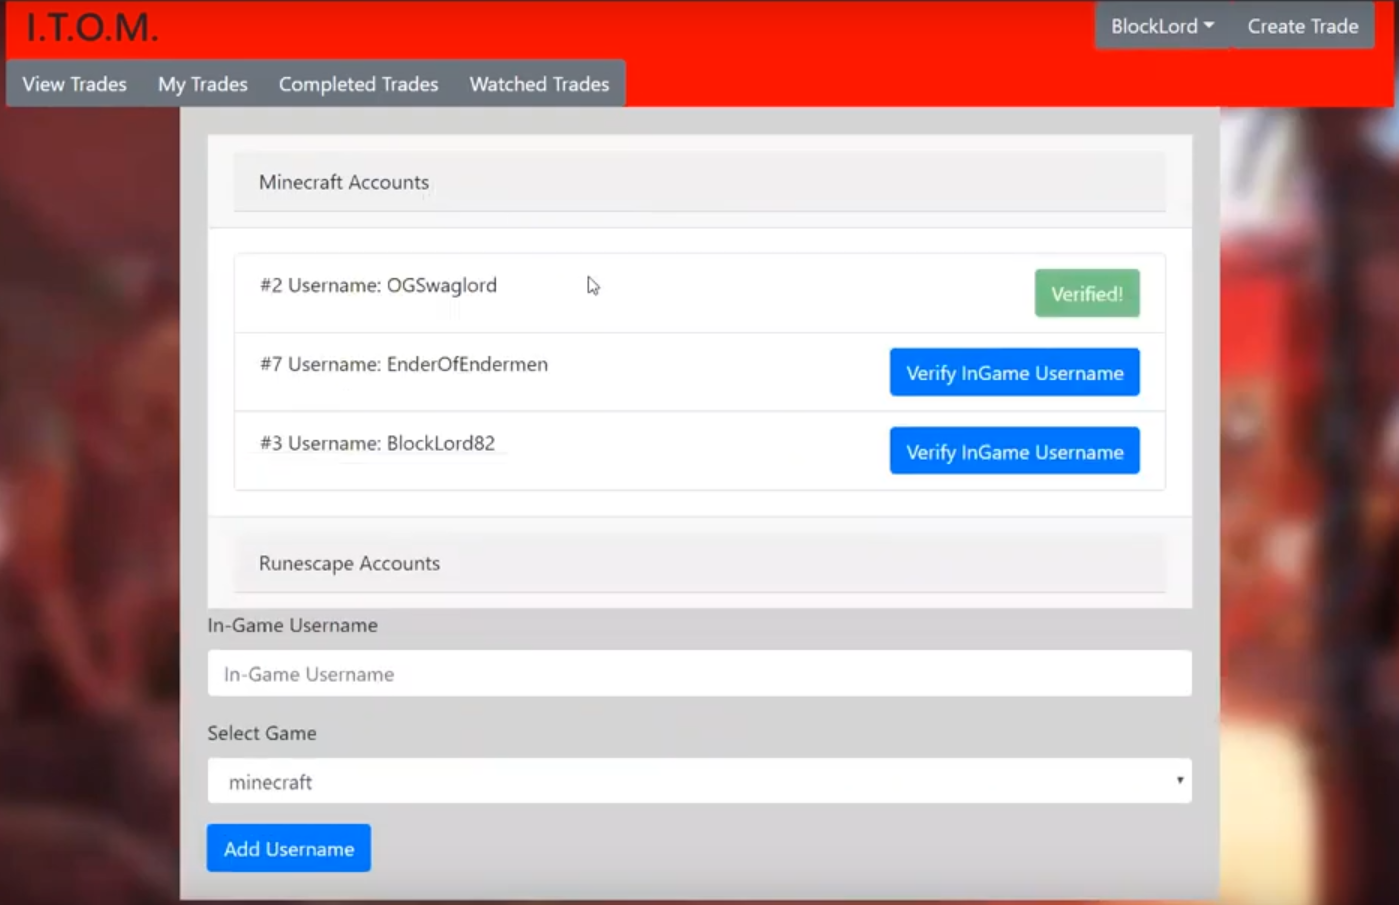 I.T.O.M.
BlockLord Create Trade
View Trades My Trades Completed Trades Watched Trades
Minecraft Accounts
#2 Username: OGSwaglord Verified!
#7 Username: EnderOfEndermen Verify InGame Username
#3 Username: BlockLord82 Verify InGame Username
Runescape Accounts
In-Game Username
In-Game Username
Select Game
minecraft
Add Username